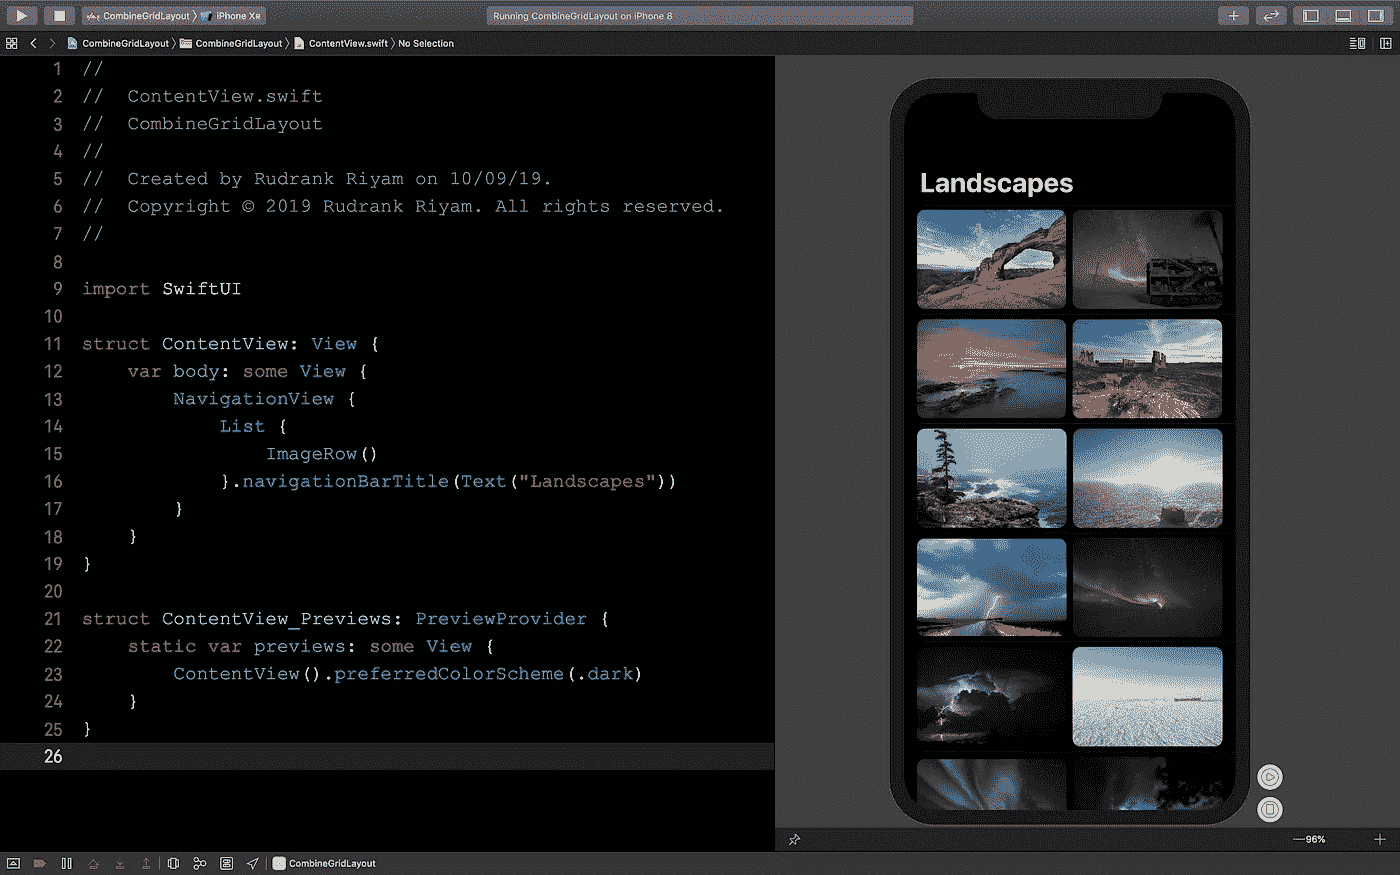 CombineGridLayout 〉 iPhone XR
Running CombineGridLayout on iPhone 8
CombineGridLayout 〉 CombineGridLayout 〉 ContentView.swift 〉 No Selection
1 //
2 //  ContentView.swift
3 //  CombineGridLayout
4 //
5 //  Created by Rudrank Riyam on 10/09/19.
6 //  Copyright © 2019 Rudrank Riyam. All rights reserved.
7 //
8
9 import SwiftUI
10
11 struct ContentView: View {
12     var body: some View {
13         NavigationView {
14             List {
15                 ImageRow()
16             }.navigationBarTitle(Text("Landscapes"))
17         }
18     }
19 }
20
21 struct ContentView_Previews: PreviewProvider {
22     static var previews: some View {
23         ContentView().preferredColorScheme(.dark)
24     }
25 }
26
Landscapes
96%
CombineGridLayout